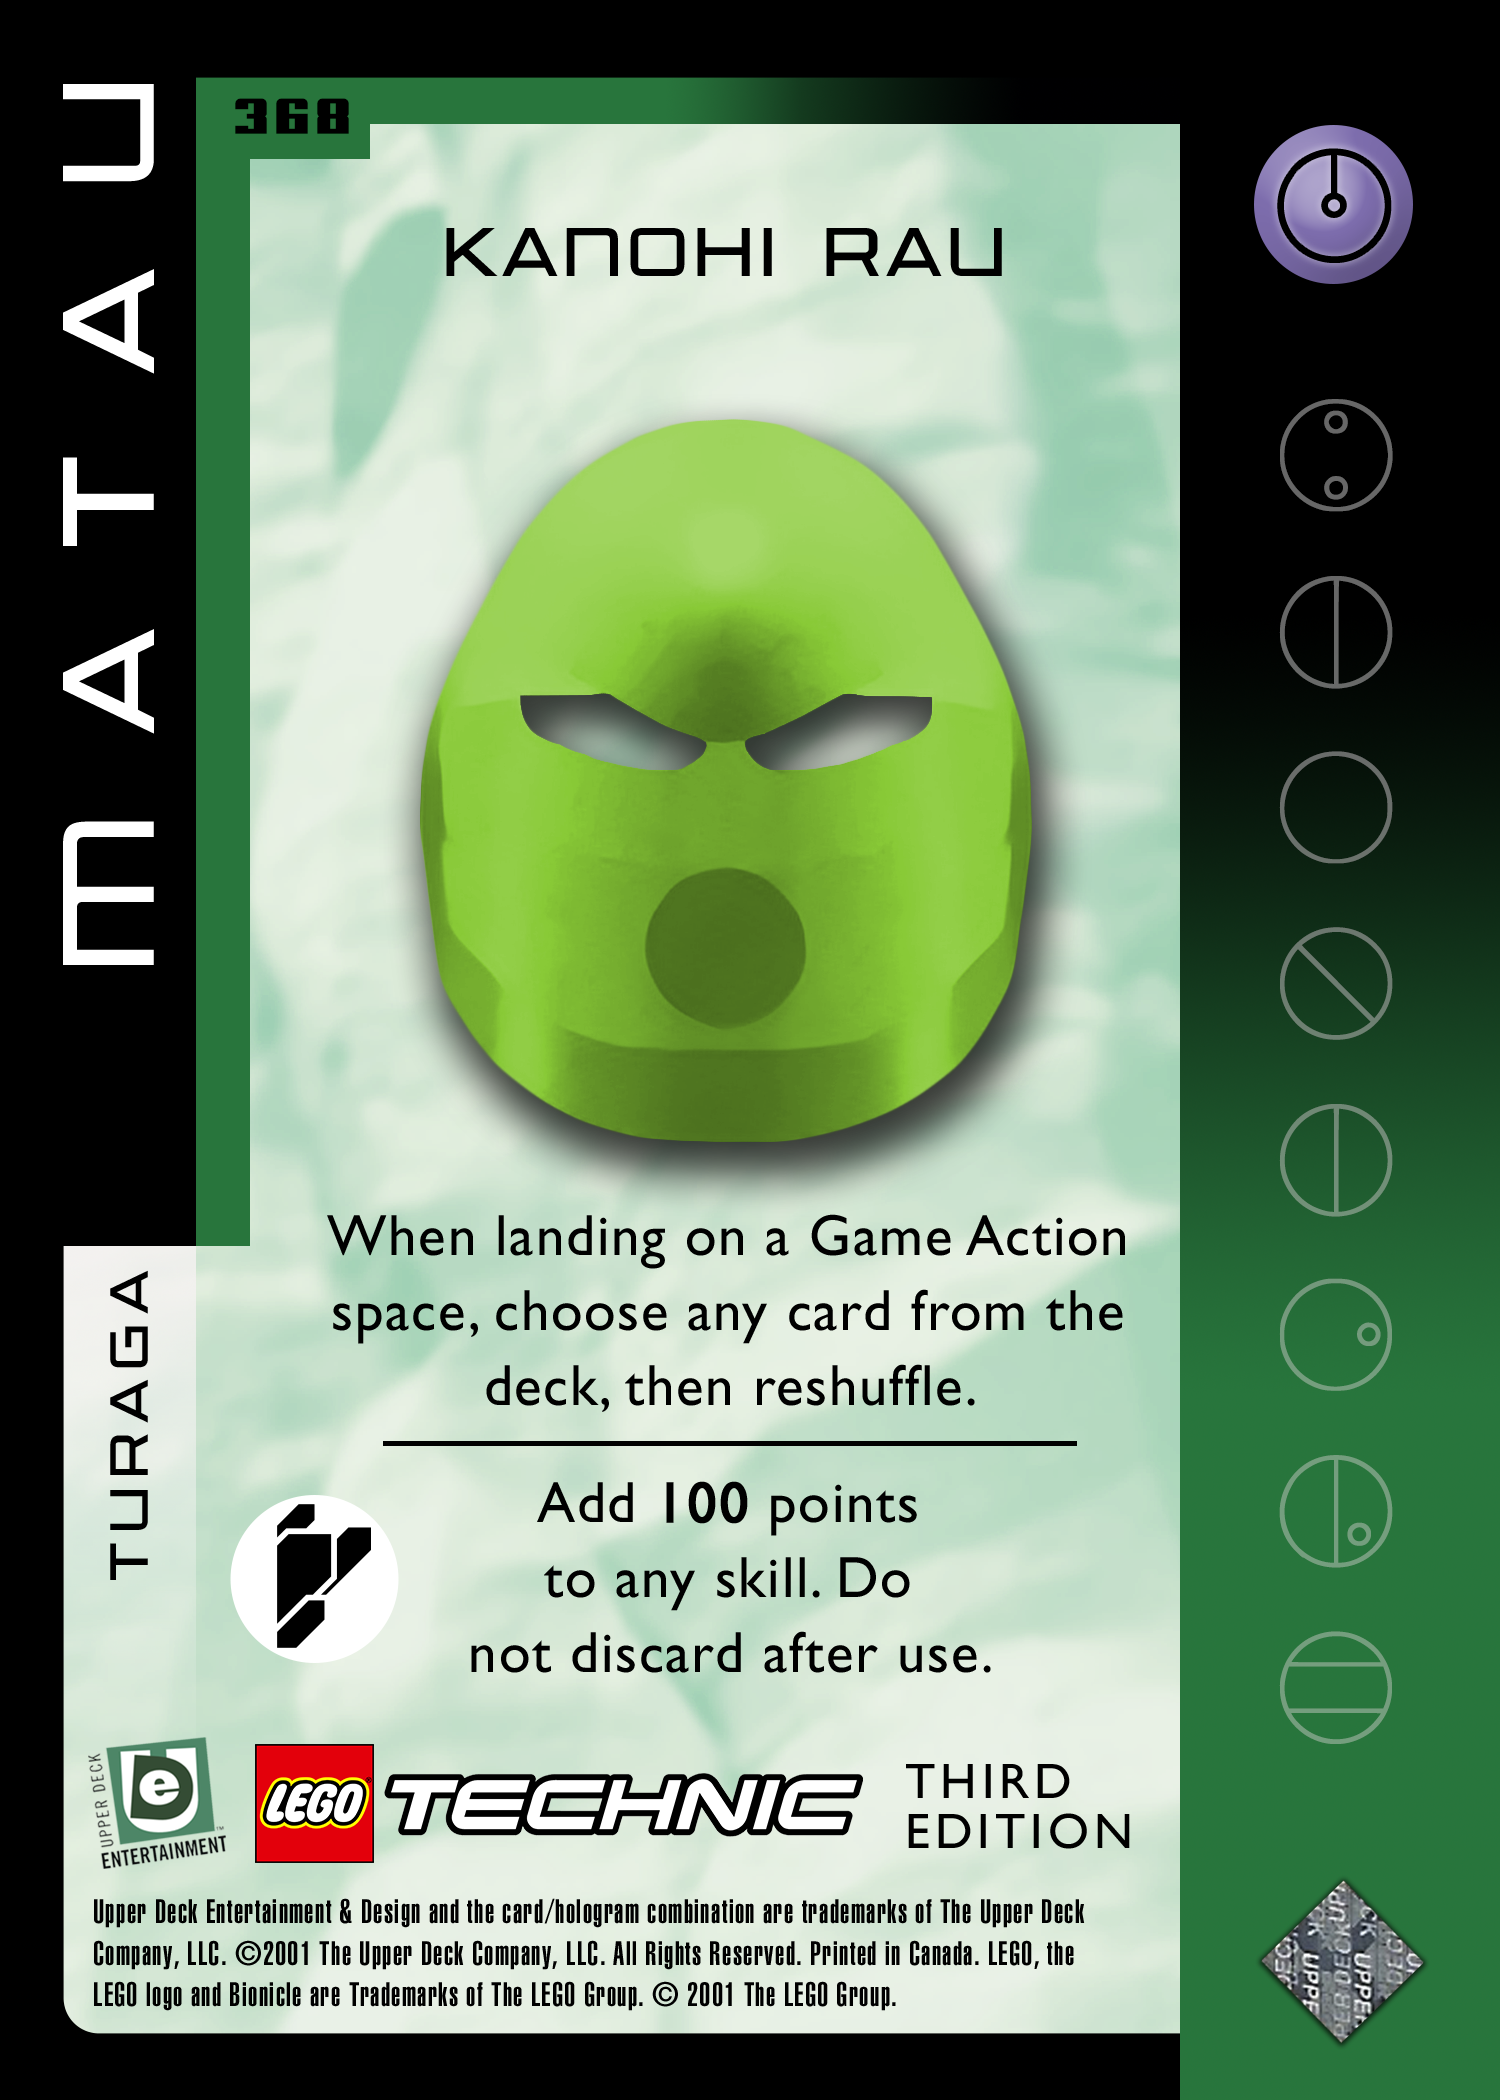 368
MATAU
KANOHI RAU
When landing on a Game Action
space, choose any card from the
deck, then reshuffle.
Add 100 points
to any skill. Do
not discard after use.
TURAGA
UPPER DECK
ue
ENTERTAINMENT™
LEGO TECHNIC
THIRD
EDITION
Upper Deck Entertainment & Design and the card/hologram combination are trademarks of The Upper Deck
Company, LLC. ©2001 The Upper Deck Company, LLC. All Rights Reserved. Printed in Canada. LEGO, the
LEGO logo and Bionicle are Trademarks of The LEGO Group. © 2001 The LEGO Group.